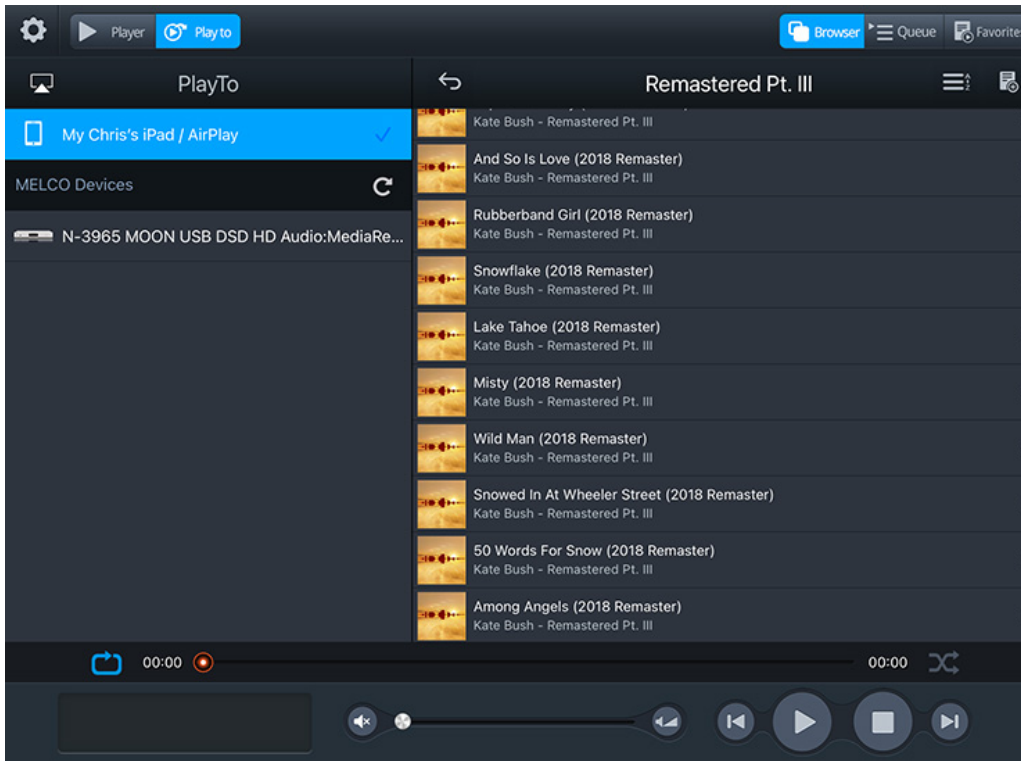 Player
Play to
Browser
Queue
Favorite
PlayTo
Remastered Pt. III
My Chris's iPad / AirPlay
MELCO Devices
N-3965 MOON USB DSD HD Audio:MediaRe...
Kate Bush - Remastered Pt. III
And So Is Love (2018 Remaster)
Kate Bush - Remastered Pt. III
Rubberband Girl (2018 Remaster)
Kate Bush - Remastered Pt. III
Snowflake (2018 Remaster)
Kate Bush - Remastered Pt. III
Lake Tahoe (2018 Remaster)
Kate Bush - Remastered Pt. III
Misty (2018 Remaster)
Kate Bush - Remastered Pt. III
Wild Man (2018 Remaster)
Kate Bush - Remastered Pt. III
Snowed In At Wheeler Street (2018 Remaster)
Kate Bush - Remastered Pt. III
50 Words For Snow (2018 Remaster)
Kate Bush - Remastered Pt. III
Among Angels (2018 Remaster)
Kate Bush - Remastered Pt. III
00:00
00:00